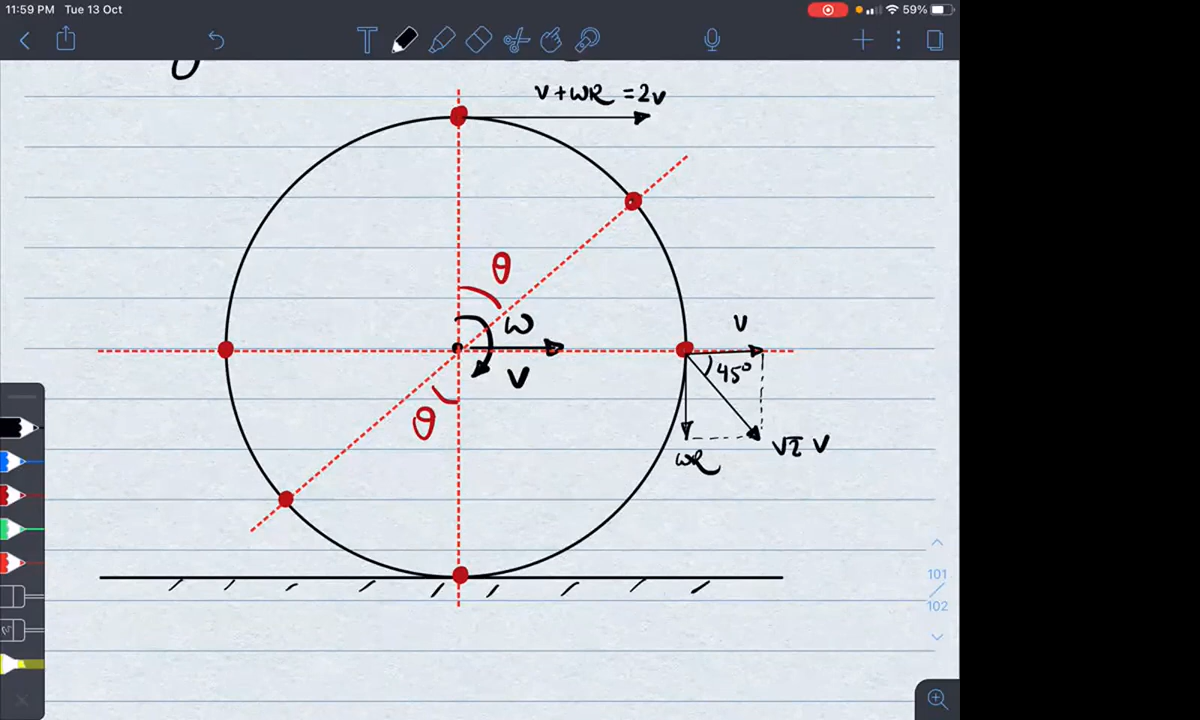 11:59 PM Tue 13 Oct 59%
T
v + ωR = 2v
θ
ω
v
v
45°
θ
ωR
√2 v
101
102